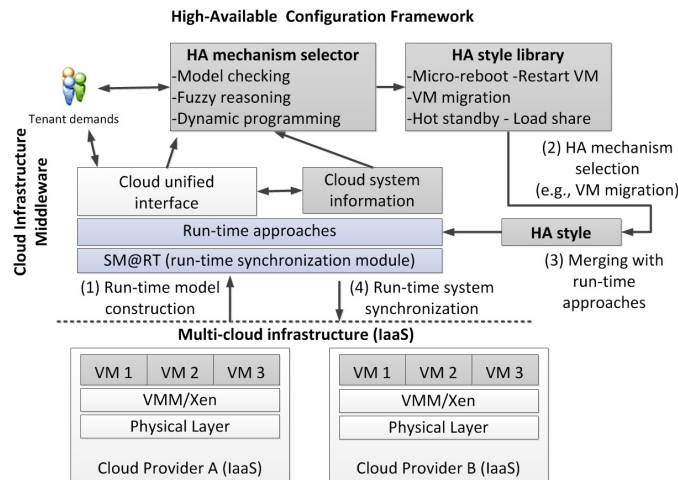 High-Available  Configuration Framework
HA mechanism selector
-Model checking
-Fuzzy reasoning
-Dynamic programming
HA style library
-Micro-reboot -Restart VM
-VM migration
-Hot standby - Load share
Tenant demands
Cloud Infrastructure
Middleware
Cloud unified
interface
Cloud system
information
(2) HA mechanism
selection
(e.g., VM migration)
Run-time approaches
HA style
SM@RT (run-time synchronization module)
(3) Merging with
run-time
approaches
(1) Run-time model
construction
(4) Run-time system
synchronization
Multi-cloud infrastructure (IaaS)
VM 1 VM 2 VM 3
VMM/Xen
Physical Layer
Cloud Provider A (IaaS)
VM 1 VM 2 VM 3
VMM/Xen
Physical Layer
Cloud Provider B (IaaS)